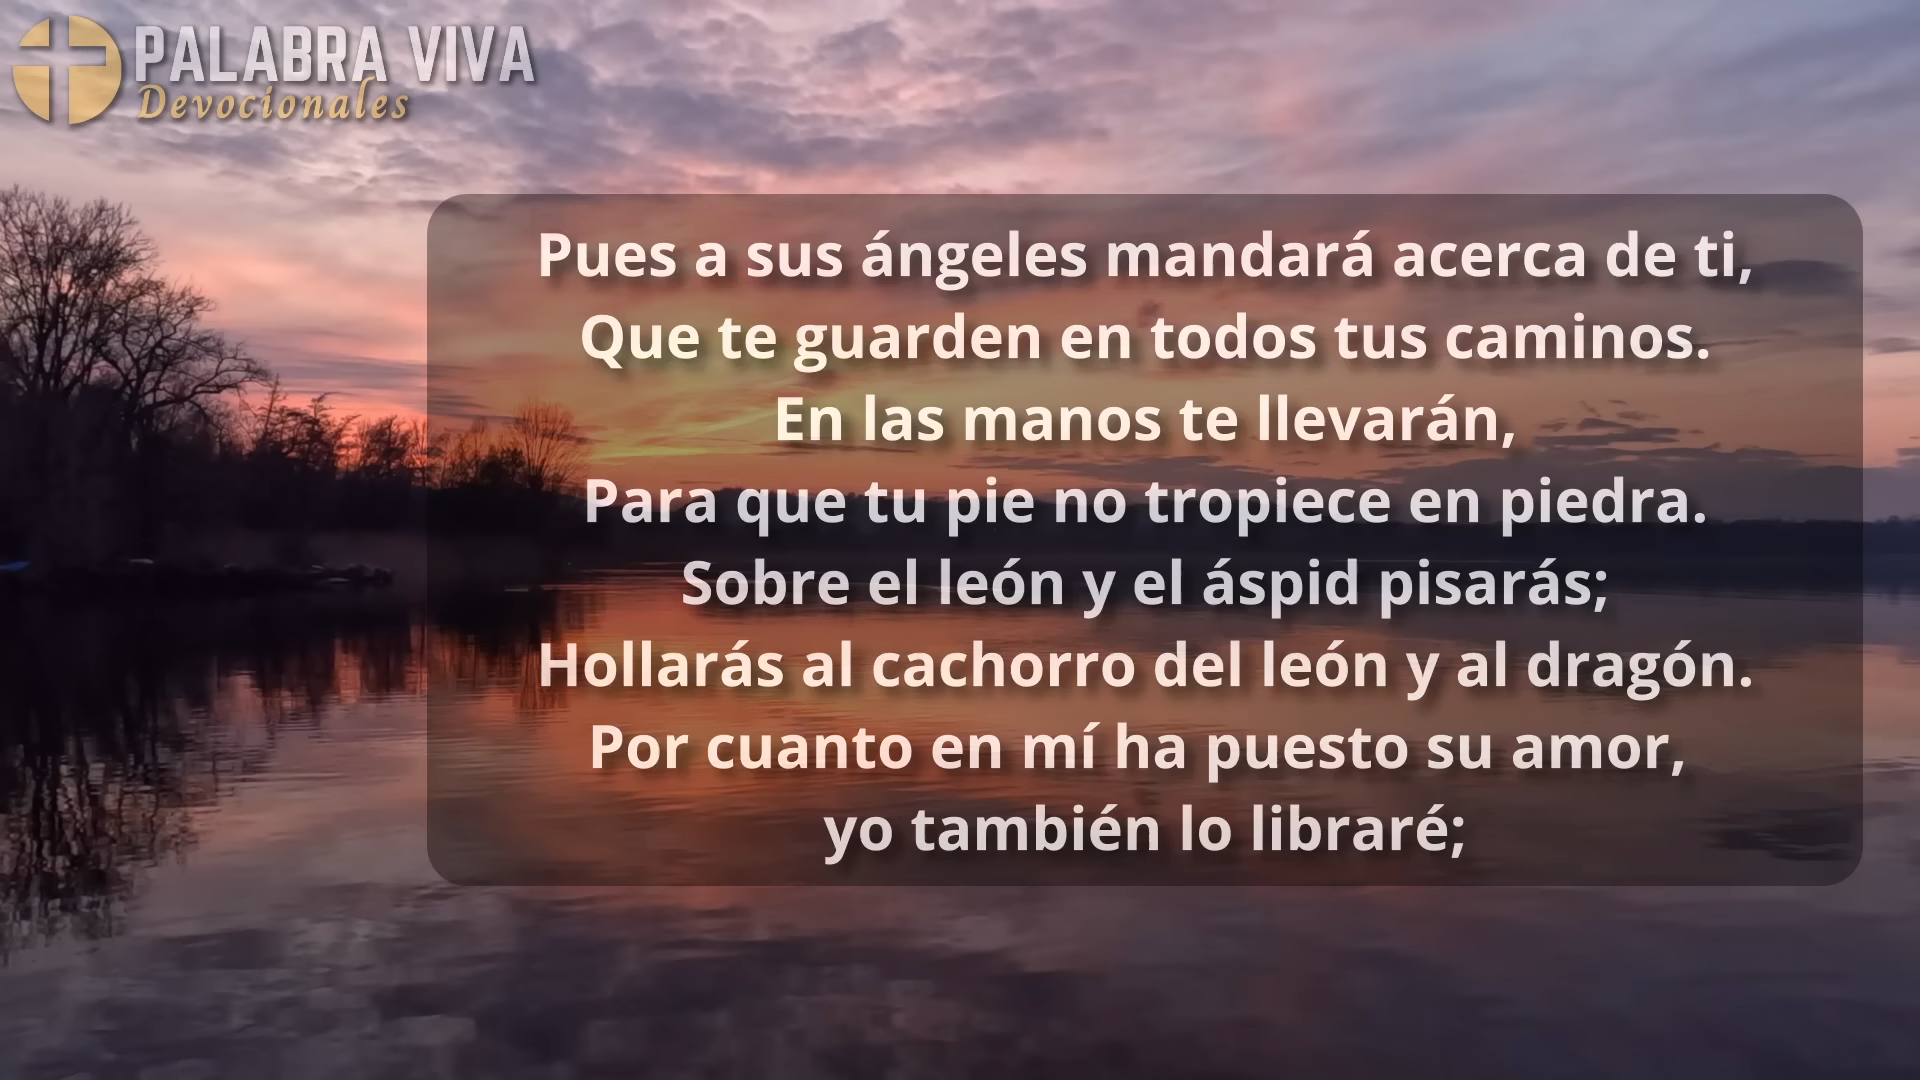 PALABRA VIVA
Devocionales
Pues a sus ángeles mandará acerca de ti,
Que te guarden en todos tus caminos.
En las manos te llevarán,
Para que tu pie no tropiece en piedra.
Sobre el león y el áspid pisarás;
Hollarás al cachorro del león y al dragón.
Por cuanto en mí ha puesto su amor,
yo también lo libraré;